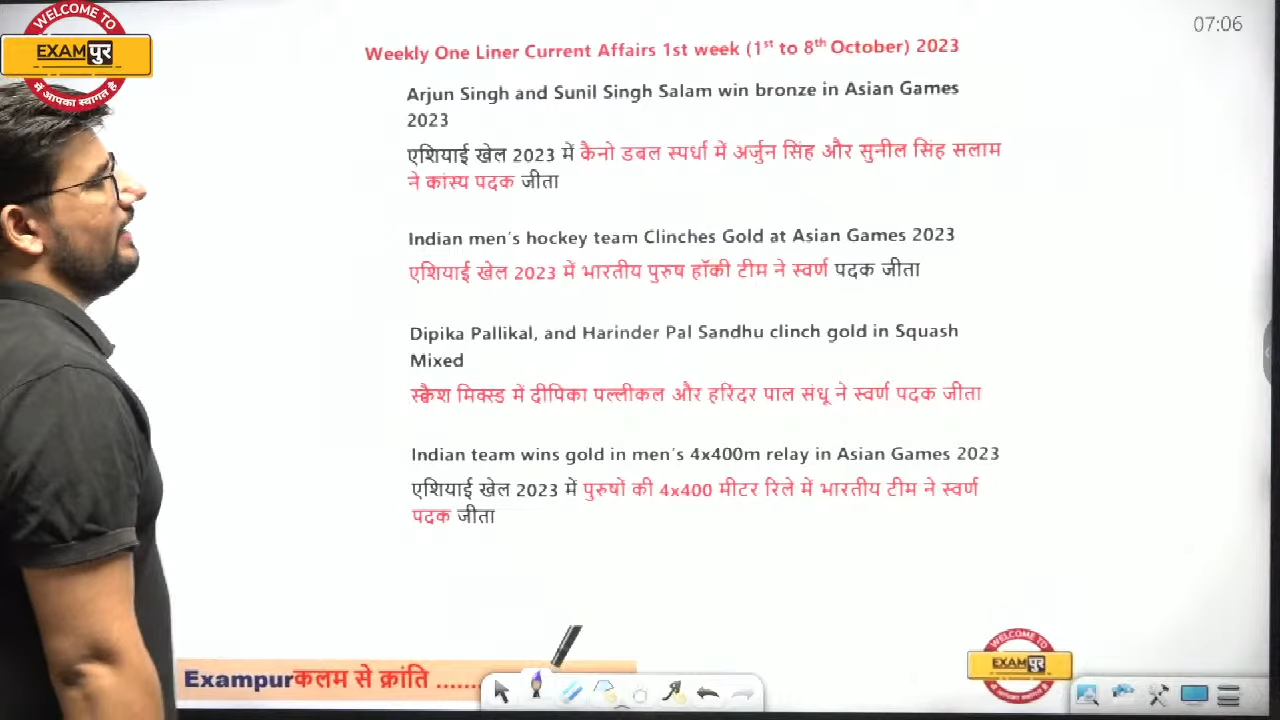 WELCOME TO
EXAMपुर
में आपका स्वागत है
07:06
Weekly One Liner Current Affairs 1st week (1st to 8th October) 2023
Arjun Singh and Sunil Singh Salam win bronze in Asian Games
2023
एशियाई खेल 2023 में कैनो डबल स्पर्धा में अर्जुन सिंह और सुनील सिंह सलाम
ने कांस्य पदक जीता
Indian men's hockey team Clinches Gold at Asian Games 2023
एशियाई खेल 2023 में भारतीय पुरुष हॉकी टीम ने स्वर्ण पदक जीता
Dipika Pallikal, and Harinder Pal Sandhu clinch gold in Squash
Mixed
स्क्वैश मिक्स्ड में दीपिका पल्लीकल और हरिंदर पाल संधू ने स्वर्ण पदक जीता
Indian team wins gold in men's 4x400m relay in Asian Games 2023
एशियाई खेल 2023 में पुरुषों की 4x400 मीटर रिले में भारतीय टीम ने स्वर्ण
पदक जीता
Exampurकलम से क्रांति .......
WELCOME TO
EXAMपुर
में आपका स्वागत है